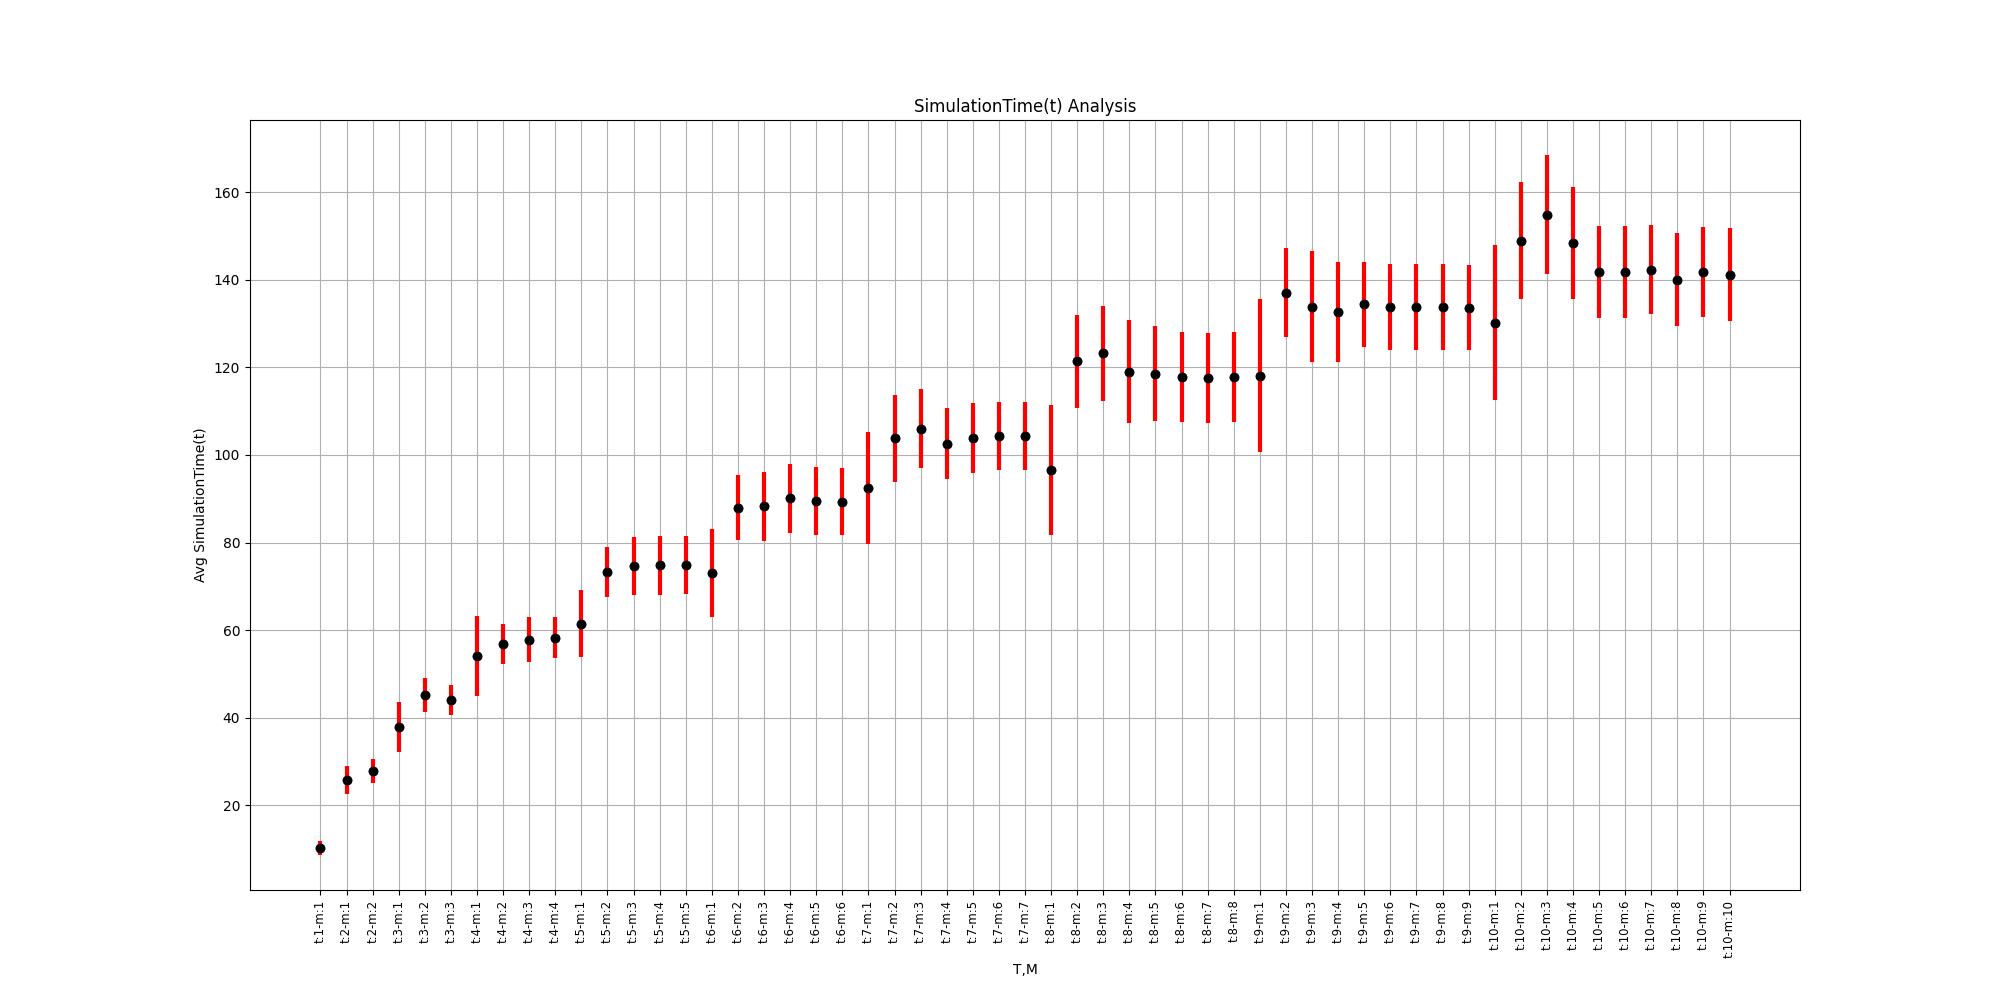 SimulationTime(t) Analysis
Avg SimulationTime(t)
160
140
120
100
80
60
40
20
t:1-m:1
t:2-m:1
t:2-m:2
t:3-m:1
t:3-m:2
t:3-m:3
t:4-m:1
t:4-m:2
t:4-m:3
t:4-m:4
t:5-m:1
t:5-m:2
t:5-m:3
t:5-m:4
t:5-m:5
t:6-m:1
t:6-m:2
t:6-m:3
t:6-m:4
t:6-m:5
t:6-m:6
t:7-m:1
t:7-m:2
t:7-m:3
t:7-m:4
t:7-m:5
t:7-m:6
t:7-m:7
t:8-m:1
t:8-m:2
t:8-m:3
t:8-m:4
t:8-m:5
t:8-m:6
t:8-m:7
t:8-m:8
t:9-m:1
t:9-m:2
t:9-m:3
t:9-m:4
t:9-m:5
t:9-m:6
t:9-m:7
t:9-m:8
t:9-m:9
t:10-m:1
t:10-m:2
t:10-m:3
t:10-m:4
t:10-m:5
t:10-m:6
t:10-m:7
t:10-m:8
t:10-m:9
t:10-m:10
T,M